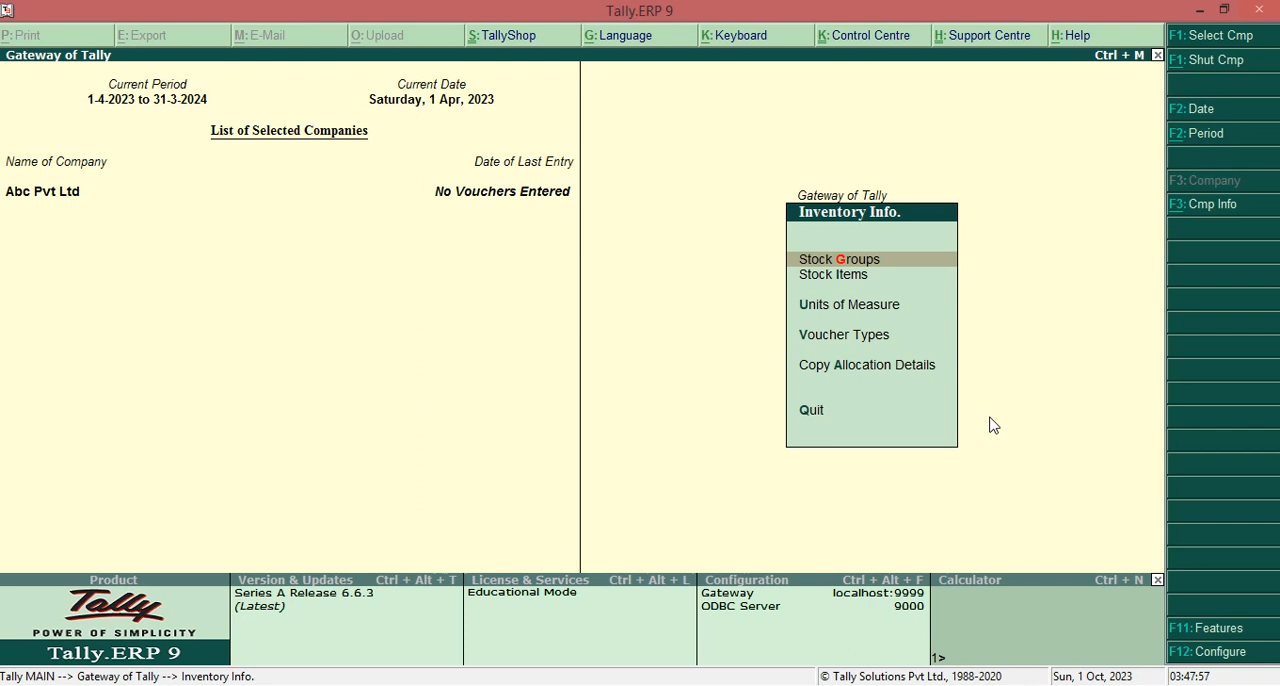 Tally.ERP 9
P: Print E: Export M: E-Mail O: Upload S: TallyShop G: Language K: Keyboard K: Control Centre H: Support Centre H: Help
F1: Select Cmp
F1: Shut Cmp
F2: Date
F2: Period
F3: Company
F3: Cmp Info
F11: Features
F12: Configure
Gateway of Tally Ctrl + M
Current Period Current Date
1-4-2023 to 31-3-2024 Saturday, 1 Apr, 2023
List of Selected Companies
Name of Company Date of Last Entry
Abc Pvt Ltd No Vouchers Entered
Gateway of Tally
Inventory Info.
Stock Groups
Stock Items
Units of Measure
Voucher Types
Copy Allocation Details
Quit
Product
Tally
POWER OF SIMPLICITY
Tally.ERP 9
Version & Updates Ctrl + Alt + T
Series A Release 6.6.3
(Latest)
License & Services Ctrl + Alt + L
Educational Mode
Configuration Ctrl + Alt + F
Gateway localhost:9999
ODBC Server 9000
Calculator Ctrl + N
1>
Tally MAIN --> Gateway of Tally --> Inventory Info. © Tally Solutions Pvt Ltd., 1988-2020 Sun, 1 Oct, 2023 03:47:57